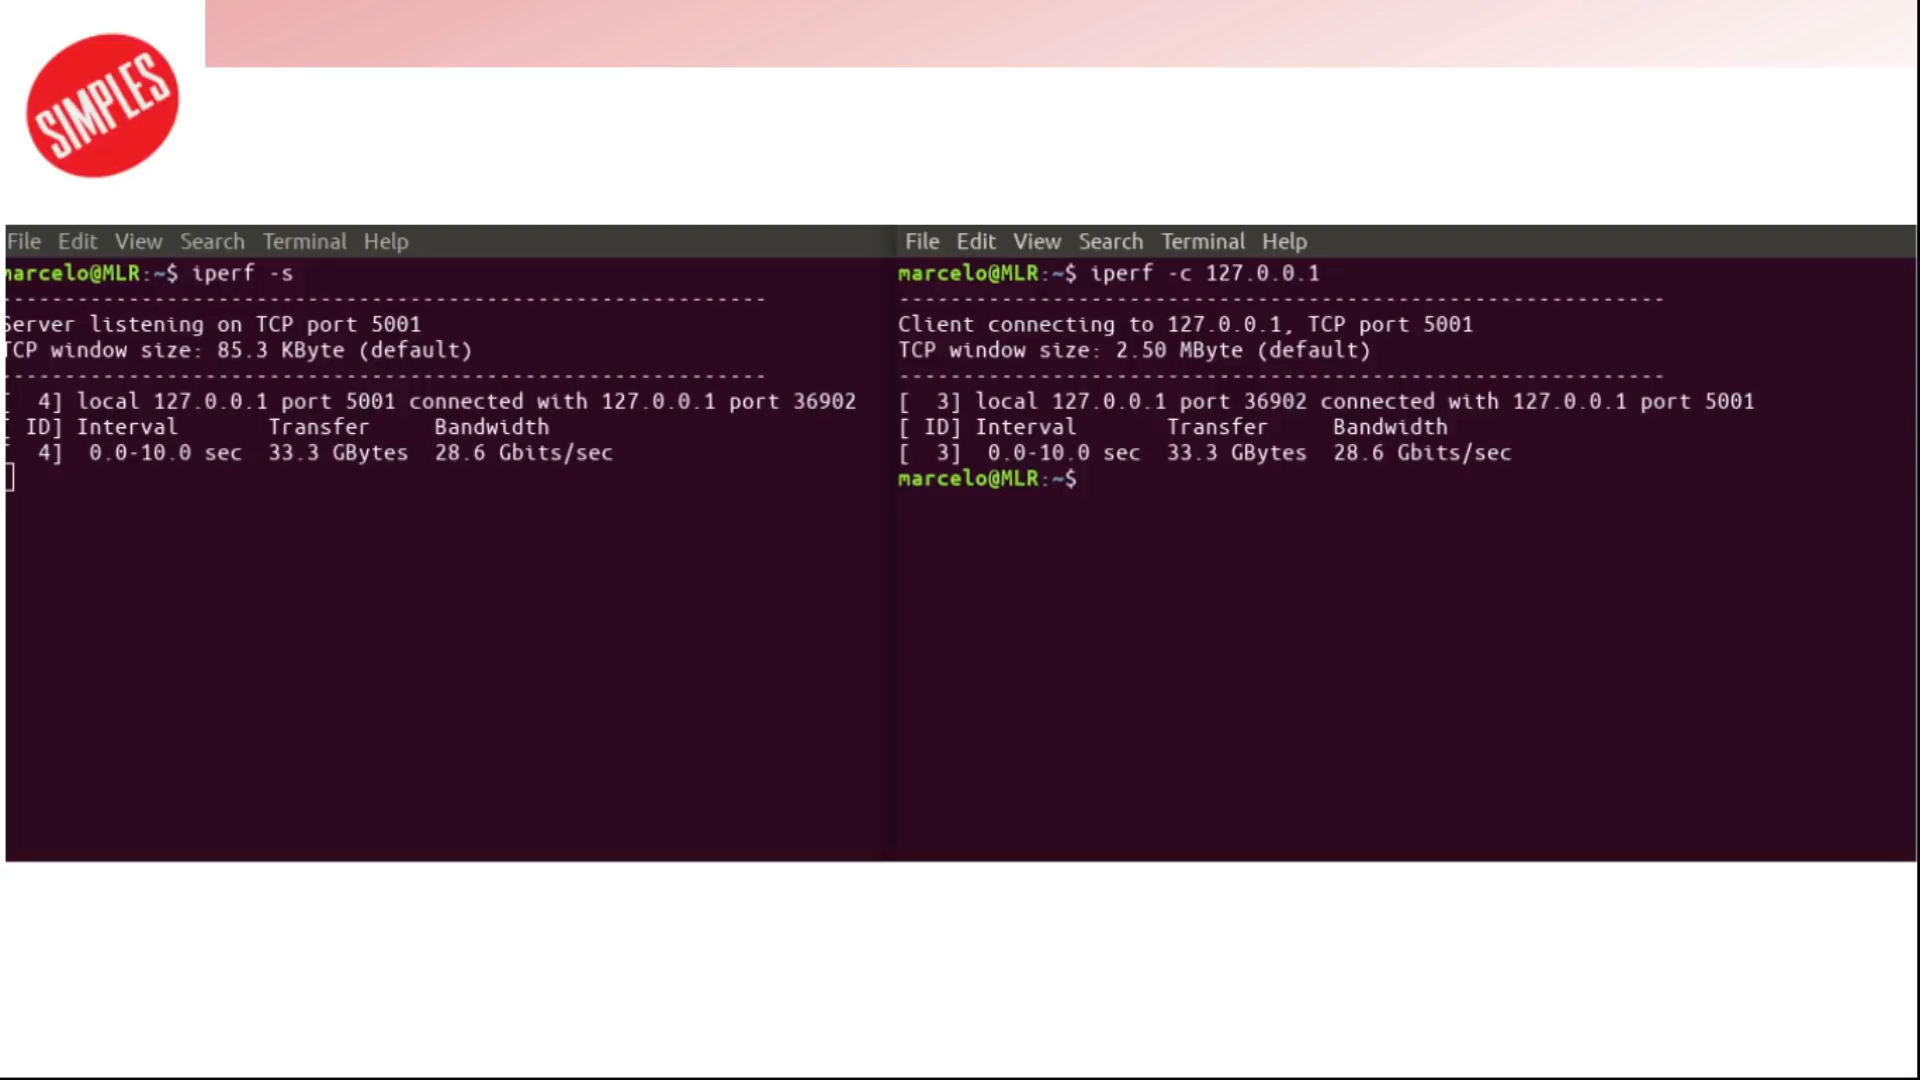 SIMPLES
File Edit View Search Terminal Help
marcelo@MLR:~$ iperf -s
------------------------------------------------------------
Server listening on TCP port 5001
TCP window size: 85.3 KByte (default)
------------------------------------------------------------
[  4] local 127.0.0.1 port 5001 connected with 127.0.0.1 port 36902
[ ID] Interval       Transfer     Bandwidth
[  4]  0.0-10.0 sec  33.3 GBytes  28.6 Gbits/sec
File Edit View Search Terminal Help
marcelo@MLR:~$ iperf -c 127.0.0.1
------------------------------------------------------------
Client connecting to 127.0.0.1, TCP port 5001
TCP window size: 2.50 MByte (default)
------------------------------------------------------------
[  3] local 127.0.0.1 port 36902 connected with 127.0.0.1 port 5001
[ ID] Interval       Transfer     Bandwidth
[  3]  0.0-10.0 sec  33.3 GBytes  28.6 Gbits/sec
marcelo@MLR:~$